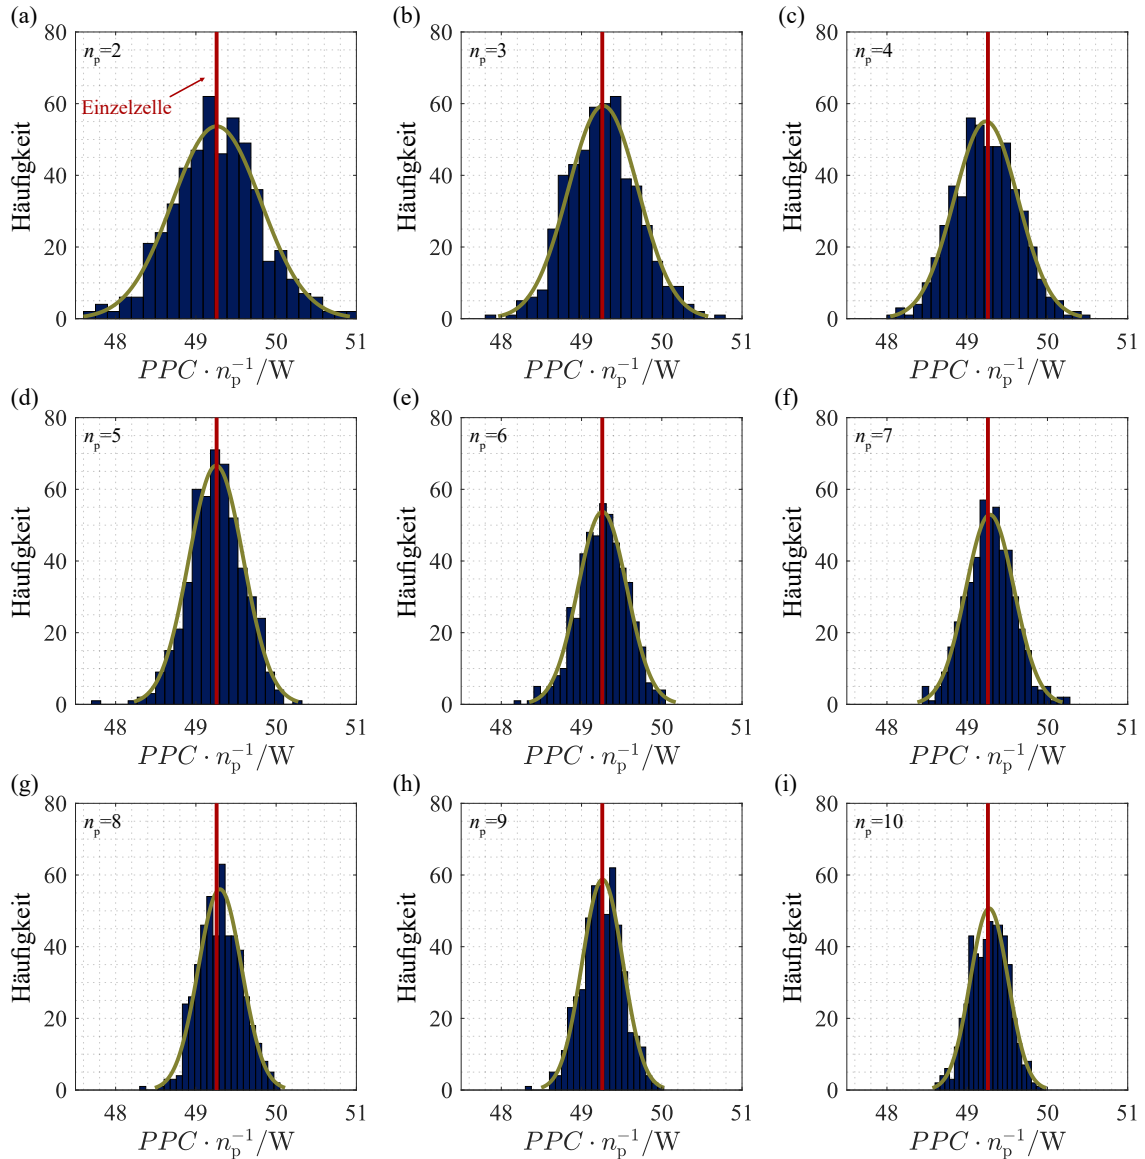 (a)
(b)
(c)
80
60
40
20
0
Häufigkeit
n_p=2
Einzelzelle
48 49 50 51
PPC · n_p^{-1}/W
80
60
40
20
0
Häufigkeit
n_p=3
48 49 50 51
PPC · n_p^{-1}/W
80
60
40
20
0
Häufigkeit
n_p=4
48 49 50 51
PPC · n_p^{-1}/W
(d)
(e)
(f)
80
60
40
20
0
Häufigkeit
n_p=5
48 49 50 51
PPC · n_p^{-1}/W
80
60
40
20
0
Häufigkeit
n_p=6
48 49 50 51
PPC · n_p^{-1}/W
80
60
40
20
0
Häufigkeit
n_p=7
48 49 50 51
PPC · n_p^{-1}/W
(g)
(h)
(i)
80
60
40
20
0
Häufigkeit
n_p=8
48 49 50 51
PPC · n_p^{-1}/W
80
60
40
20
0
Häufigkeit
n_p=9
48 49 50 51
PPC · n_p^{-1}/W
80
60
40
20
0
Häufigkeit
n_p=10
48 49 50 51
PPC · n_p^{-1}/W